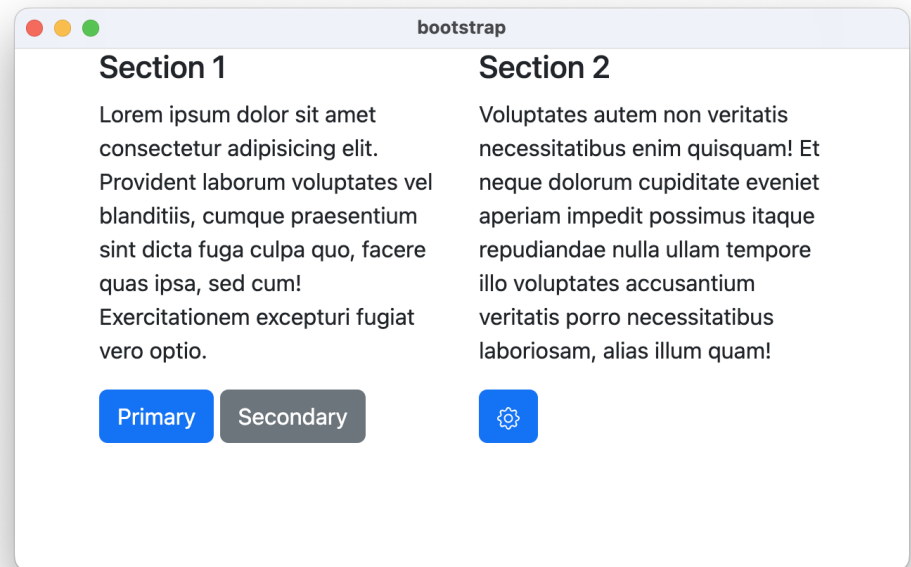 bootstrap
Section 1
Lorem ipsum dolor sit amet
consectetur adipisicing elit.
Provident laborum voluptates vel
blanditiis, cumque praesentium
sint dicta fuga culpa quo, facere
quas ipsa, sed cum!
Exercitationem excepturi fugiat
vero optio.
Primary
Secondary
Section 2
Voluptates autem non veritatis
necessitatibus enim quisquam! Et
neque dolorum cupiditate eveniet
aperiam impedit possimus itaque
repudiandae nulla ullam tempore
illo voluptates accusantium
veritatis porro necessitatibus
laboriosam, alias illum quam!